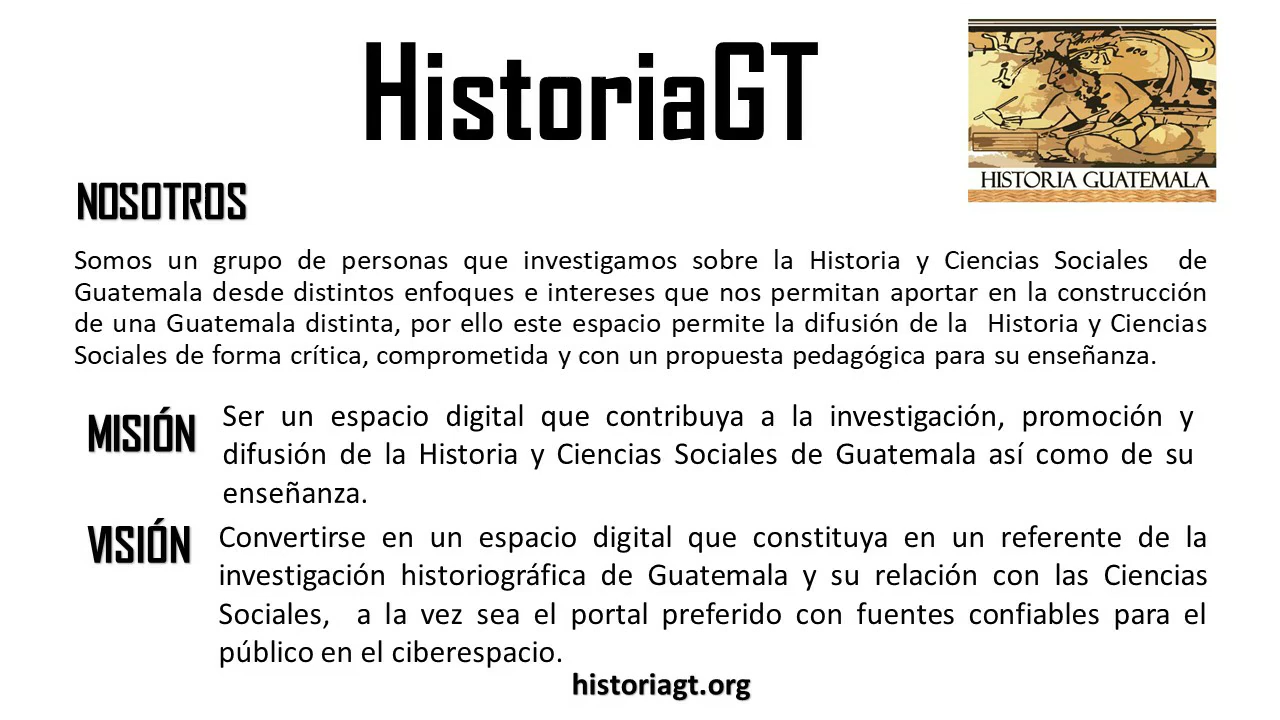 HistoriaGT
HISTORIA GUATEMALA
NOSOTROS
Somos un grupo de personas que investigamos sobre la Historia y Ciencias Sociales de
Guatemala desde distintos enfoques e intereses que nos permitan aportar en la construcción
de una Guatemala distinta, por ello este espacio permite la difusión de la Historia y Ciencias
Sociales de forma crítica, comprometida y con un propuesta pedagógica para su enseñanza.
MISIÓN
Ser un espacio digital que contribuya a la investigación, promoción y
difusión de la Historia y Ciencias Sociales de Guatemala así como de su
enseñanza.
VISIÓN
Convertirse en un espacio digital que constituya en un referente de la
investigación historiográfica de Guatemala y su relación con las Ciencias
Sociales, a la vez sea el portal preferido con fuentes confiables para el
público en el ciberespacio.
historiagt.org